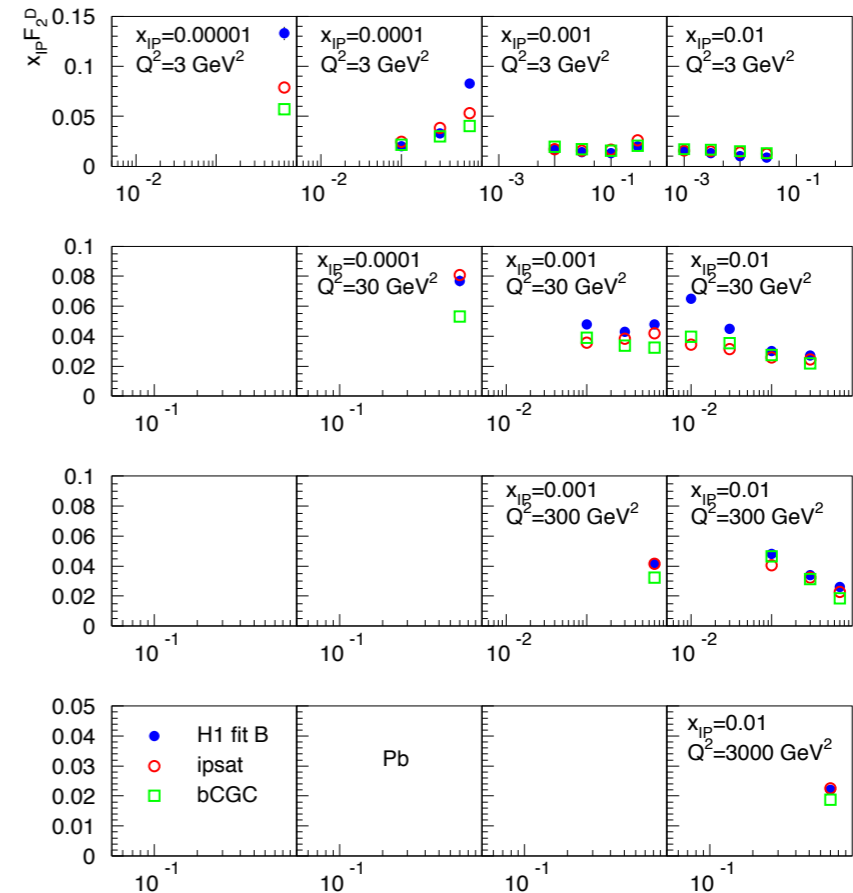 x_IP F_2^D
0.15
0.1
0.05
0
x_IP=0.00001
Q^2=3 GeV^2
x_IP=0.0001
Q^2=3 GeV^2
x_IP=0.001
Q^2=3 GeV^2
x_IP=0.01
Q^2=3 GeV^2
10^-2 10^-2 10^-3 10^-1 10^-3 10^-1
0.1
0.08
0.06
0.04
0.02
0
x_IP=0.0001
Q^2=30 GeV^2
x_IP=0.001
Q^2=30 GeV^2
x_IP=0.01
Q^2=30 GeV^2
10^-1 10^-1 10^-2 10^-2
0.1
0.08
0.06
0.04
0.02
0
x_IP=0.001
Q^2=300 GeV^2
x_IP=0.01
Q^2=300 GeV^2
10^-1 10^-1 10^-2 10^-2
0.05
0.04
0.03
0.02
0.01
0
H1 fit B
ipsat
bCGC
Pb
x_IP=0.01
Q^2=3000 GeV^2
10^-1 10^-1 10^-1 10^-1